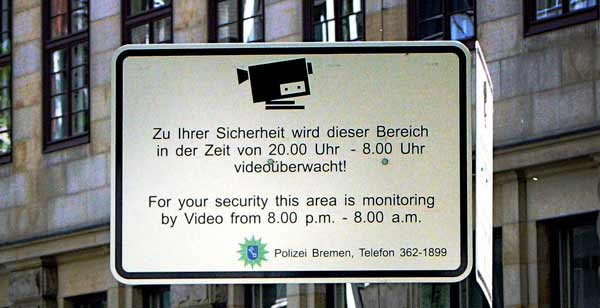 Zu Ihrer Sicherheit wird dieser Bereich
in der Zeit von 20.00 Uhr - 8.00 Uhr
videoüberwacht!
For your security this area is monitoring
by Video from 8.00 p.m. - 8.00 a.m.
Polizei Bremen, Telefon 362-1899